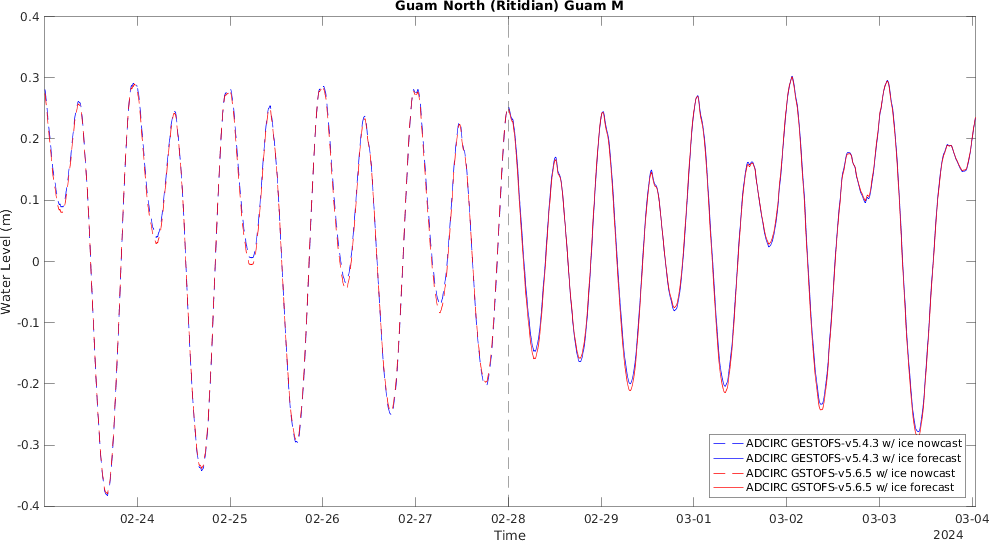 Guam North (Ritidian) Guam M
0.4
0.3
0.2
0.1
0
-0.1
-0.2
-0.3
-0.4
Water Level (m)
ADCIRC GESTOFS-v5.4.3 w/ ice nowcast
ADCIRC GESTOFS-v5.4.3 w/ ice forecast
ADCIRC GSTOFS-v5.6.5 w/ ice nowcast
ADCIRC GSTOFS-v5.6.5 w/ ice forecast
02-24 02-25 02-26 02-27 02-28 02-29 03-01 03-02 03-03 03-04
Time
2024